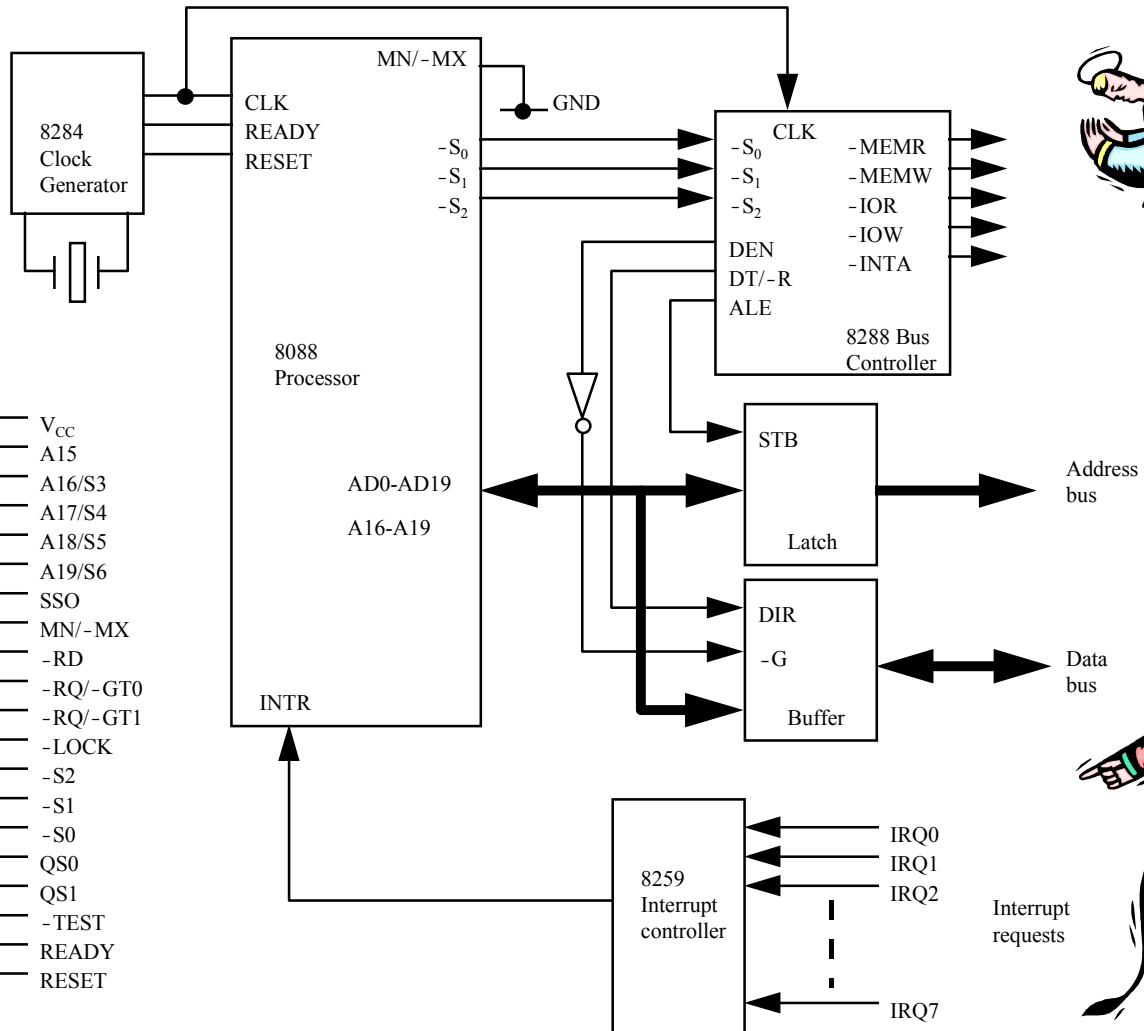 8284
Clock
Generator
MN/-MX
CLK
READY
RESET
GND
-S0
-S1
-S2
8088
Processor
AD0-AD19
A16-A19
INTR
CLK
-S0
-S1
-S2
DEN
DT/-R
ALE
-MEMR
-MEMW
-IOR
-IOW
-INTA
8288 Bus
Controller
STB
Latch
Address
bus
DIR
-G
Buffer
Data
bus
8259
Interrupt
controller
IRQ0
IRQ1
IRQ2
IRQ7
Interrupt
requests
VCC
A15
A16/S3
A17/S4
A18/S5
A19/S6
SSO
MN/-MX
-RD
-RQ/-GT0
-RQ/-GT1
-LOCK
-S2
-S1
-S0
QS0
QS1
-TEST
READY
RESET